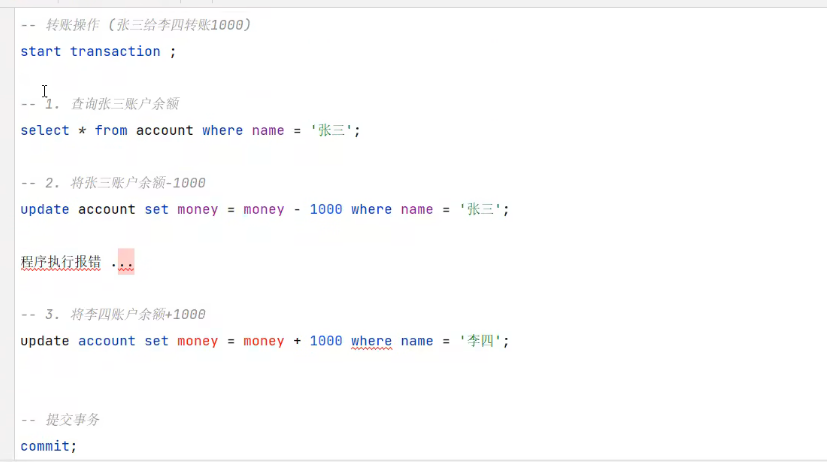 -- 转账操作 (张三给李四转账1000)
start transaction ;
-- 1. 查询张三账户余额
select * from account where name = '张三';
-- 2. 将张三账户余额-1000
update account set money = money - 1000 where name = '张三';
程序执行报错 ...
-- 3. 将李四账户余额+1000
update account set money = money + 1000 where name = '李四';
-- 提交事务
commit;